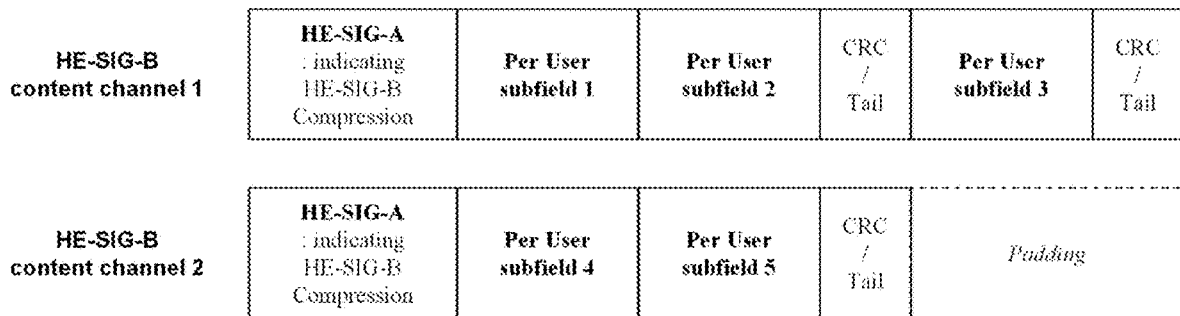 HE-SIG-B
content channel 1
HE-SIG-A
: indicating
HE-SIG-B
Compression
Per User
subfield 1
Per User
subfield 2
CRC
/
Tail
Per User
subfield 3
CRC
/
Tail
HE-SIG-B
content channel 2
HE-SIG-A
: indicating
HE-SIG-B
Compression
Per User
subfield 4
Per User
subfield 5
CRC
/
Tail
Padding